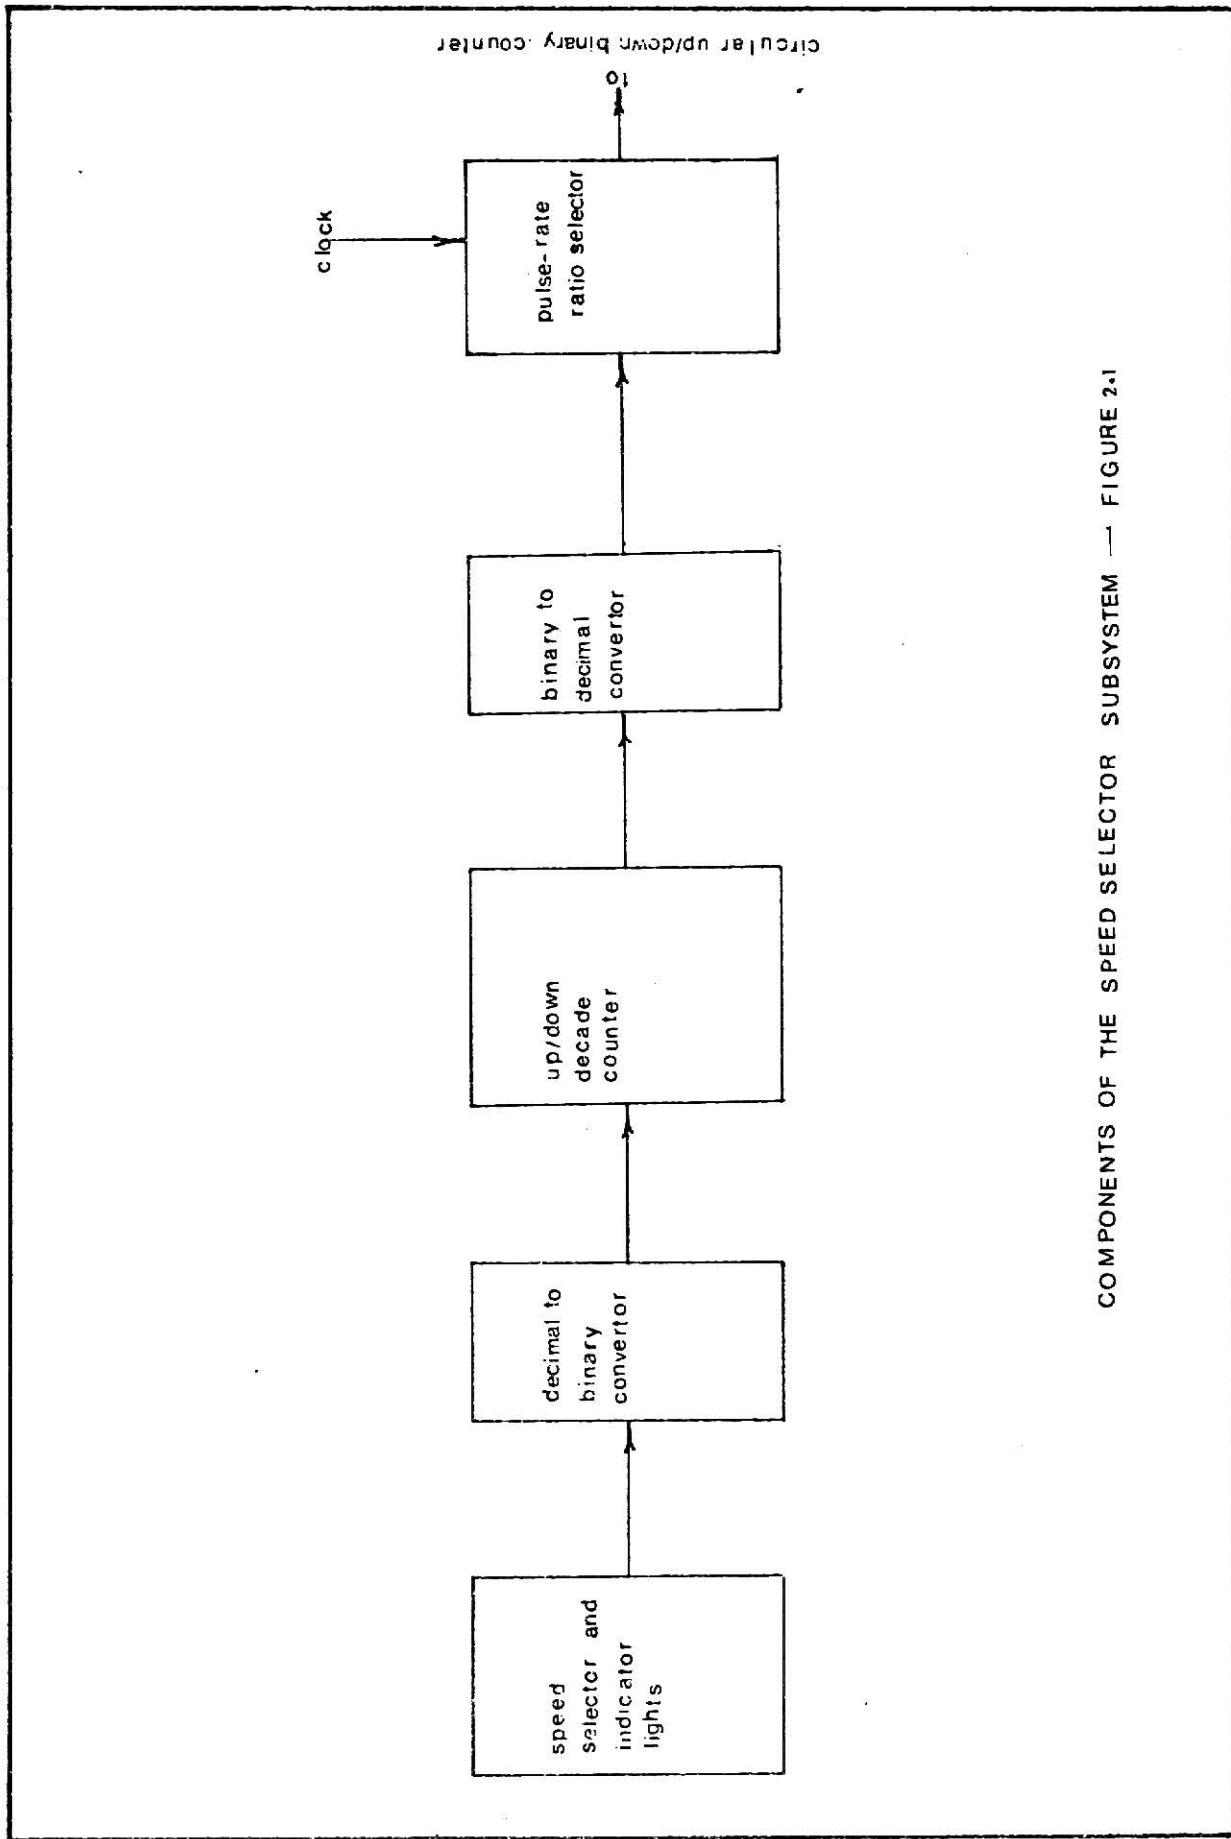 speed
selector and
indicator
lights
decimal to
binary
convertor
up/down
decade
counter
binary to
decimal
convertor
clock
pulse-rate
ratio selector
to
circular up/down binary counter
COMPONENTS OF THE SPEED SELECTOR SUBSYSTEM — FIGURE 2.1